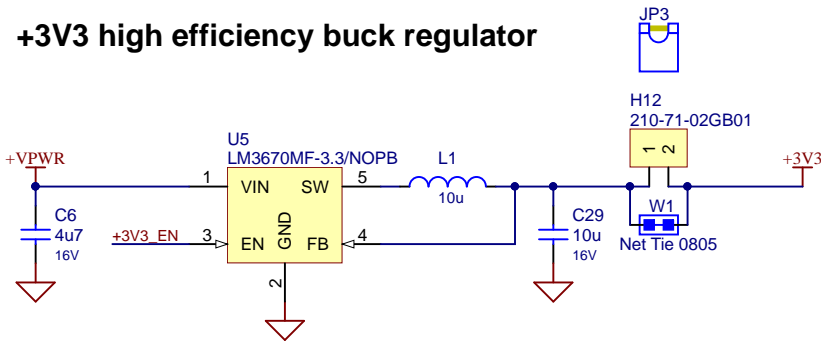 +3V3 high efficiency buck regulator
JP3
H12
210-71-02GB01
1 2
U5
LM3670MF-3.3/NOPB
L1
10u
+VPWR
+3V3
1 VIN SW 5
C6
4u7
16V
+3V3_EN 3 EN GND FB 4
2
C29
10u
16V
W1
Net Tie 0805